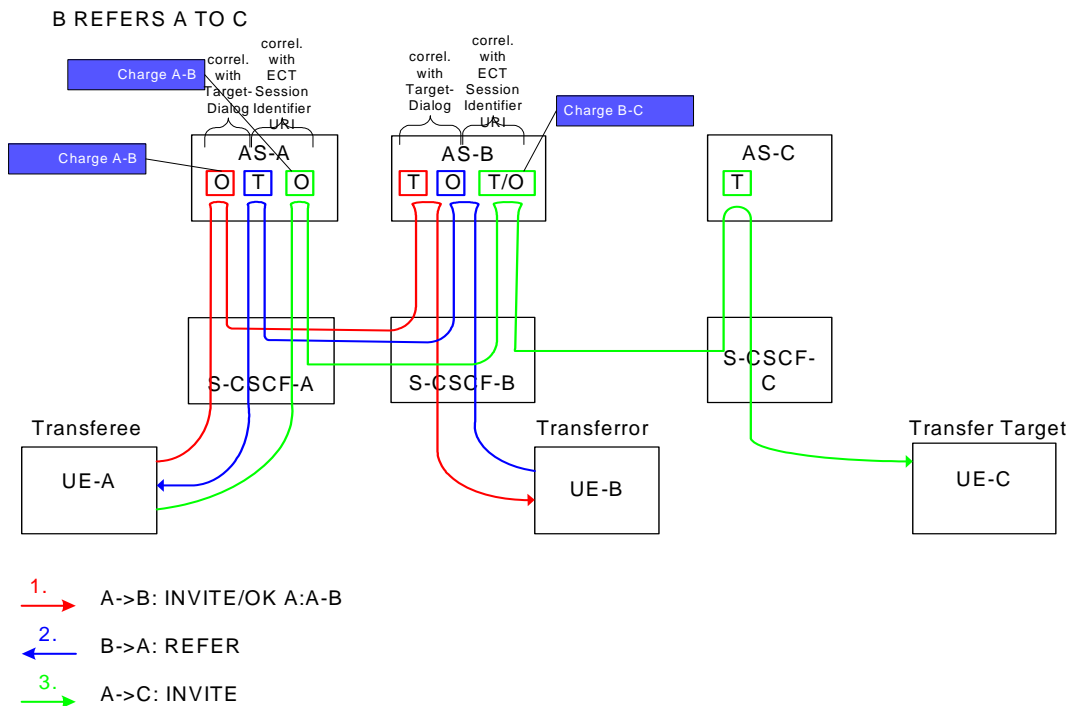 B REFERS A TO C
correl.
with
Target-
Dialog
correl.
with
ECT
Session
Identifier
URI
correl.
with
Target-
Dialog
correl.
with
ECT
Session
Identifier
URI
Charge A-B
Charge A-B
Charge B-C
AS-A
O T O
AS-B
T O T/O
AS-C
T
S-CSCF-A
S-CSCF-B
S-CSCF-
C
Transferee
UE-A
Transferror
UE-B
Transfer Target
UE-C
1.
A->B: INVITE/OK A:A-B
2.
B->A: REFER
3.
A->C: INVITE